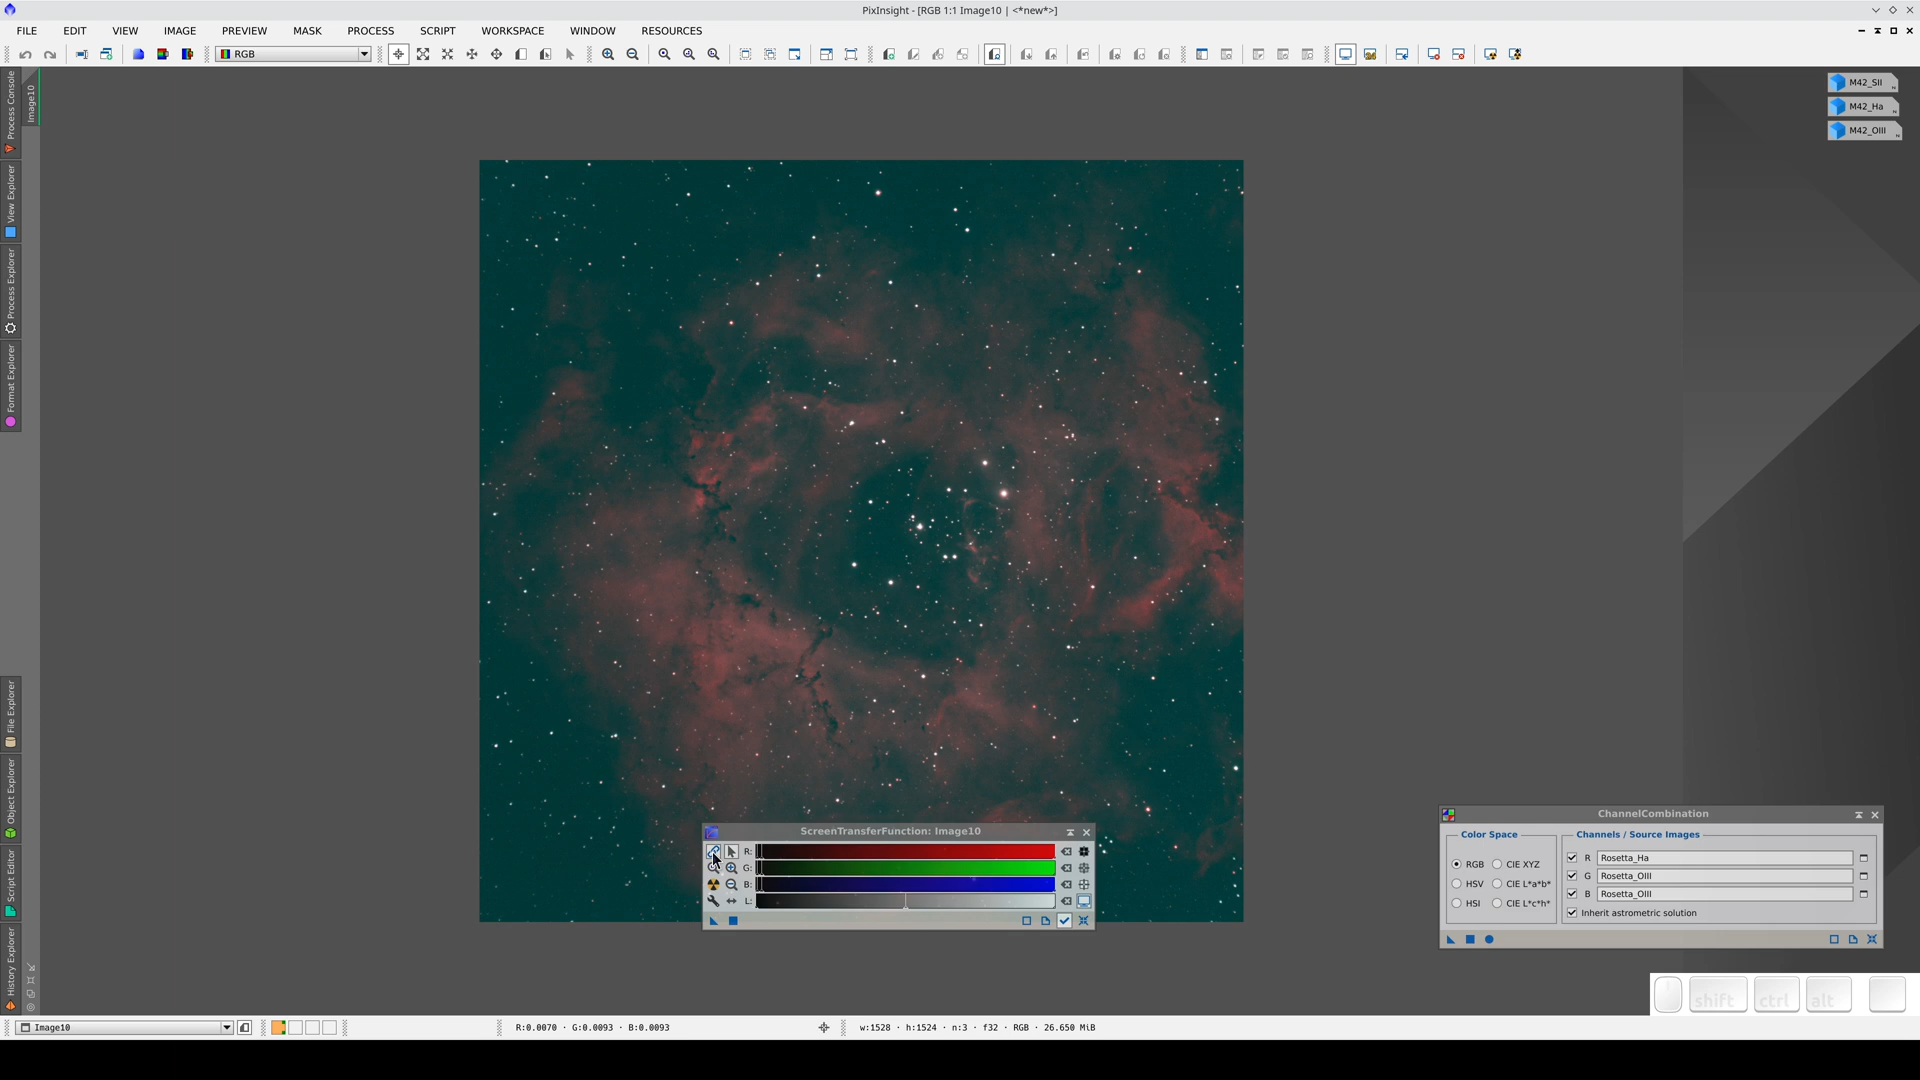 PixInsight - [RGB 1:1 Image10 | <*new*>]
FILE EDIT VIEW IMAGE PREVIEW MASK PROCESS SCRIPT WORKSPACE WINDOW RESOURCES
RGB
Process Console
View Explorer
Process Explorer
Format Explorer
File Explorer
Object Explorer
Script Editor
History Explorer
Image10
M42_SII
M42_Ha
M42_OIII
ScreenTransferFunction: Image10
R:
G:
B:
L:
ChannelCombination
Color Space
RGB CIE XYZ
HSV CIE L*a*b*
HSI CIE L*c*h*
Channels / Source Images
R Rosetta_Ha
G Rosetta_OIII
B Rosetta_OIII
Inherit astrometric solution
shift ctrl alt
Image10
R:0.0070 · G:0.0093 · B:0.0093
w:1528 · h:1524 · n:3 · f32 · RGB · 26.650 MiB